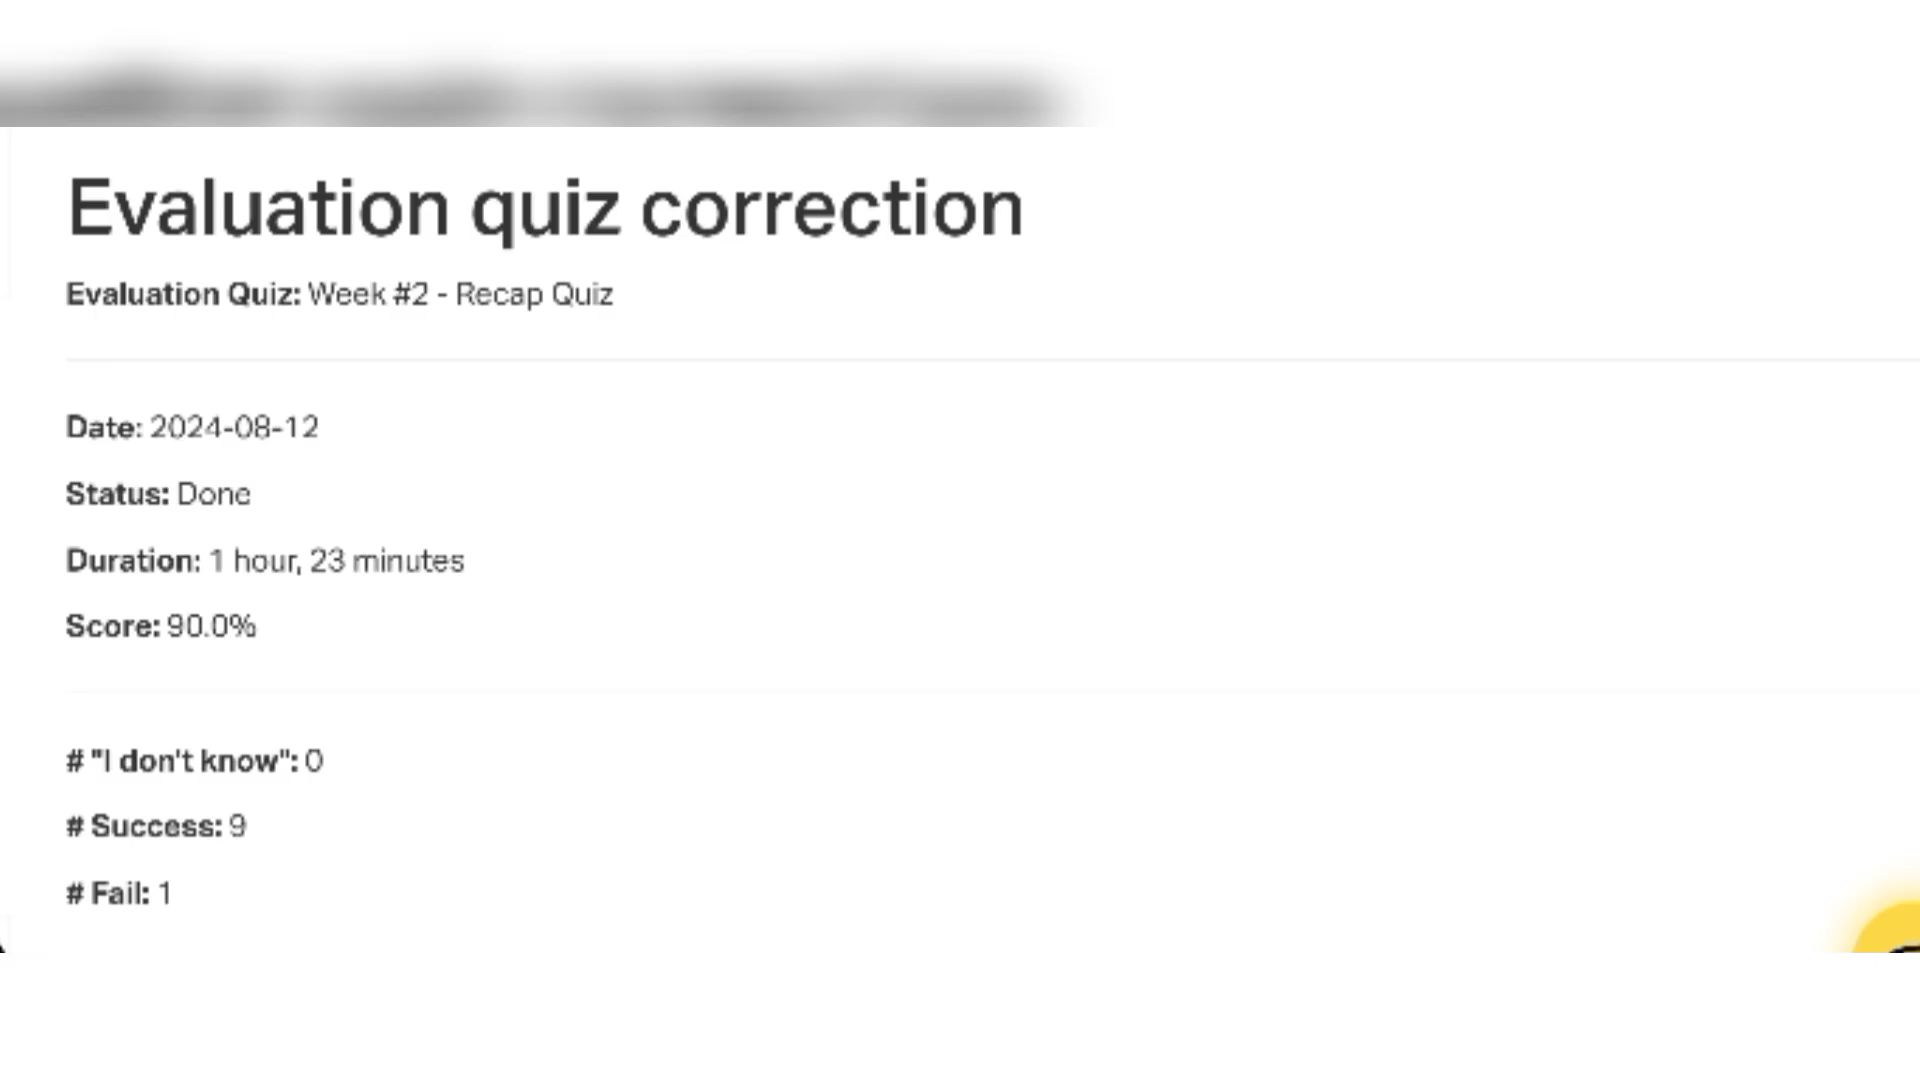 Evaluation quiz correction
Evaluation Quiz: Week #2 - Recap Quiz
Date: 2024-08-12
Status: Done
Duration: 1 hour, 23 minutes
Score: 90.0%
# "I don't know": 0
# Success: 9
# Fail: 1